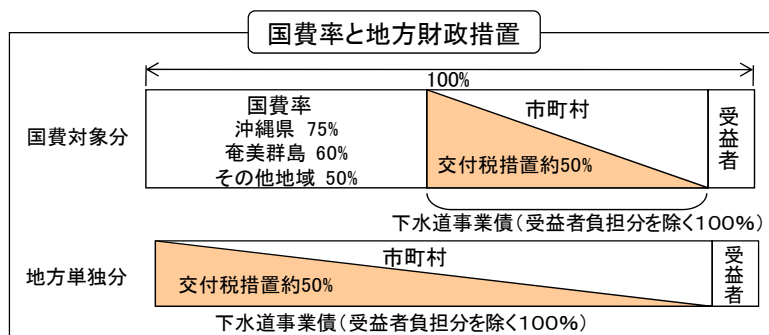 国費率と地方財政措置
100%
国費対象分
国費率
沖縄県 75%
奄美群島 60%
その他地域 50%
市町村
交付税措置約50%
受益者
下水道事業債(受益者負担分を除く100%)
地方単独分
市町村
交付税措置約50%
受益者
下水道事業債(受益者負担分を除く100%)